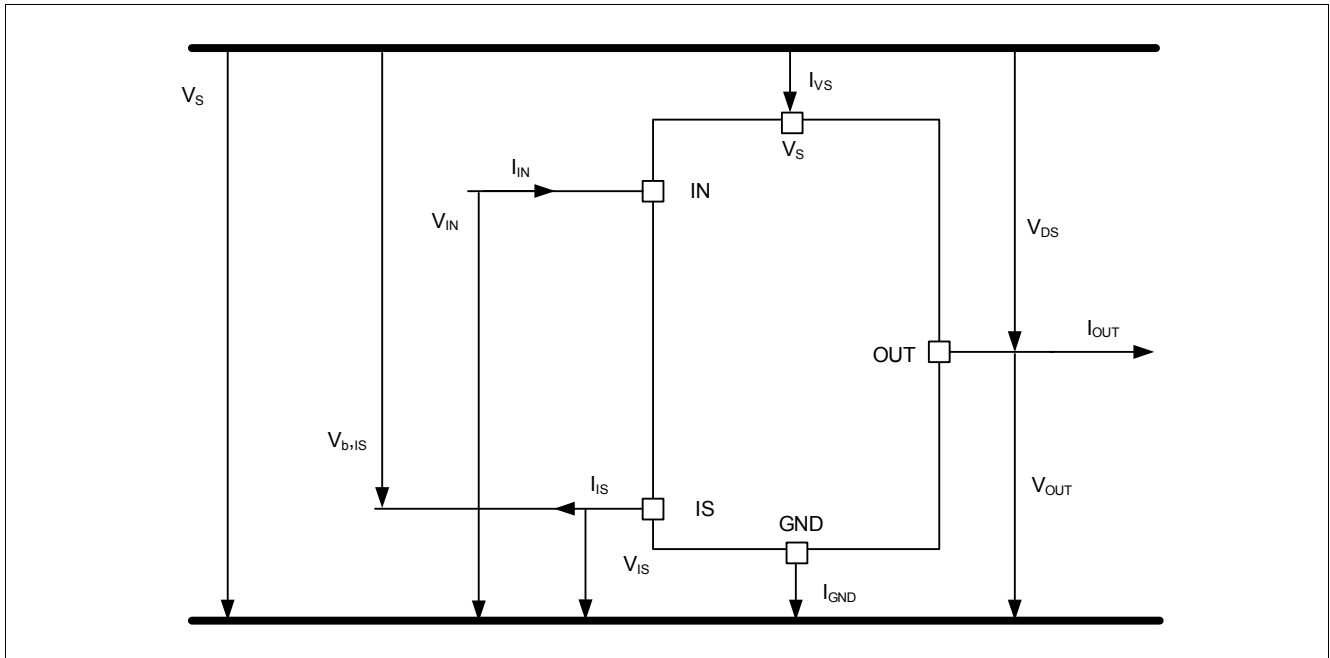 I_VS
V_S
V_S
I_IN
IN
V_IN
V_DS
I_OUT
OUT
V_b,IS
I_IS
V_OUT
IS
GND
V_IS
I_GND